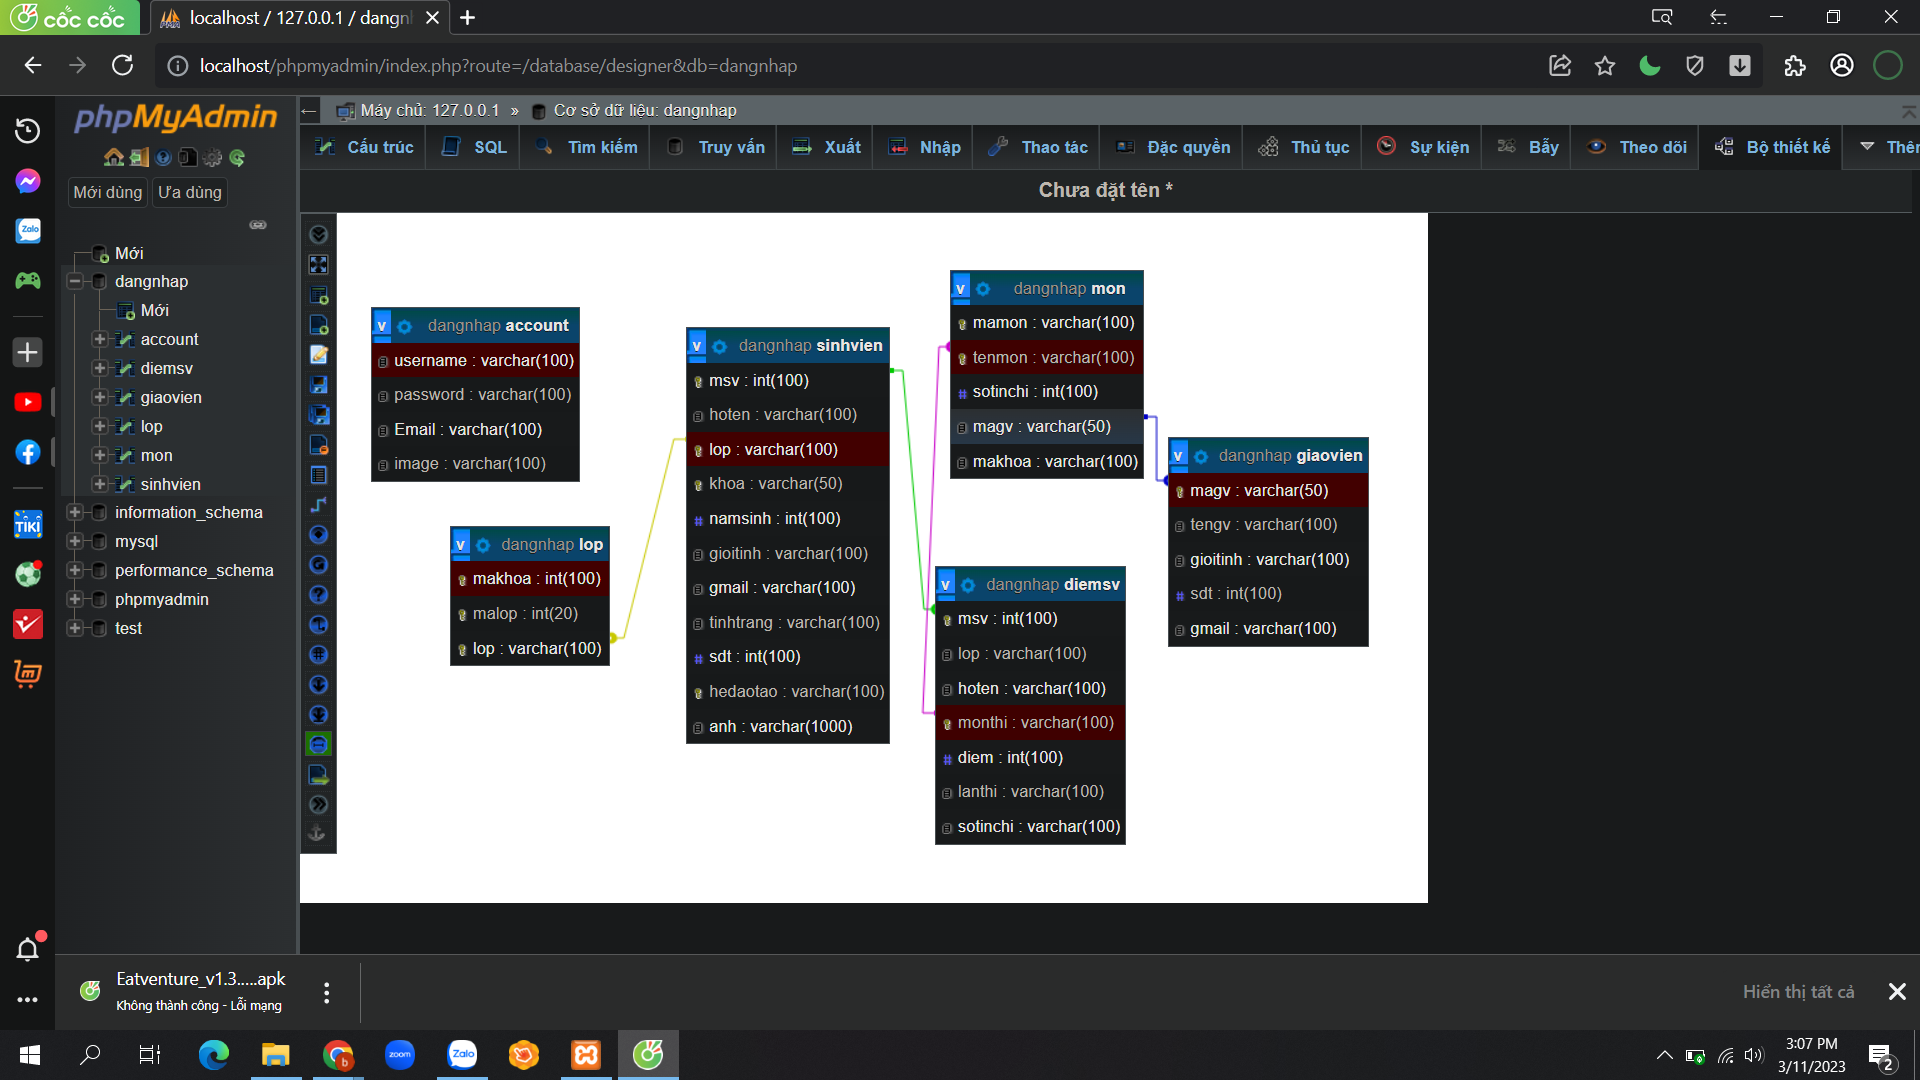 cốc cốc
localhost / 127.0.0.1 / dangnh
localhost/phpmyadmin/index.php?route=/database/designer&db=dangnhap
phpMyAdmin
Mới dùng
Ưa dùng
Mới
dangnhap
Mới
account
diemsv
giaovien
lop
mon
sinhvien
information_schema
mysql
performance_schema
phpmyadmin
test
Máy chủ: 127.0.0.1 » Cơ sở dữ liệu: dangnhap
Cấu trúc
SQL
Tìm kiếm
Truy vấn
Xuất
Nhập
Thao tác
Đặc quyền
Thủ tục
Sự kiện
Bẫy
Theo dõi
Bộ thiết kế
Thêm
Chưa đặt tên *
v dangnhap account
username : varchar(100)
password : varchar(100)
Email : varchar(100)
image : varchar(100)
v dangnhap lop
makhoa : int(100)
malop : int(20)
lop : varchar(100)
v dangnhap sinhvien
msv : int(100)
hoten : varchar(100)
lop : varchar(100)
khoa : varchar(50)
# namsinh : int(100)
gioitinh : varchar(100)
gmail : varchar(100)
tinhtrang : varchar(100)
# sdt : int(100)
hedaotao : varchar(100)
anh : varchar(1000)
v dangnhap mon
mamon : varchar(100)
tenmon : varchar(100)
# sotinchi : int(100)
magv : varchar(50)
makhoa : varchar(100)
v dangnhap diemsv
msv : int(100)
lop : varchar(100)
hoten : varchar(100)
monthi : varchar(100)
# diem : int(100)
lanthi : varchar(100)
sotinchi : varchar(100)
v dangnhap giaovien
magv : varchar(50)
tengv : varchar(100)
gioitinh : varchar(100)
# sdt : int(100)
gmail : varchar(100)
Zalo
TIKI
Eatventure_v1.3.....apk
Không thành công - Lỗi mạng
Hiển thị tất cả
zoom
Zalo
3:07 PM
3/11/2023
2